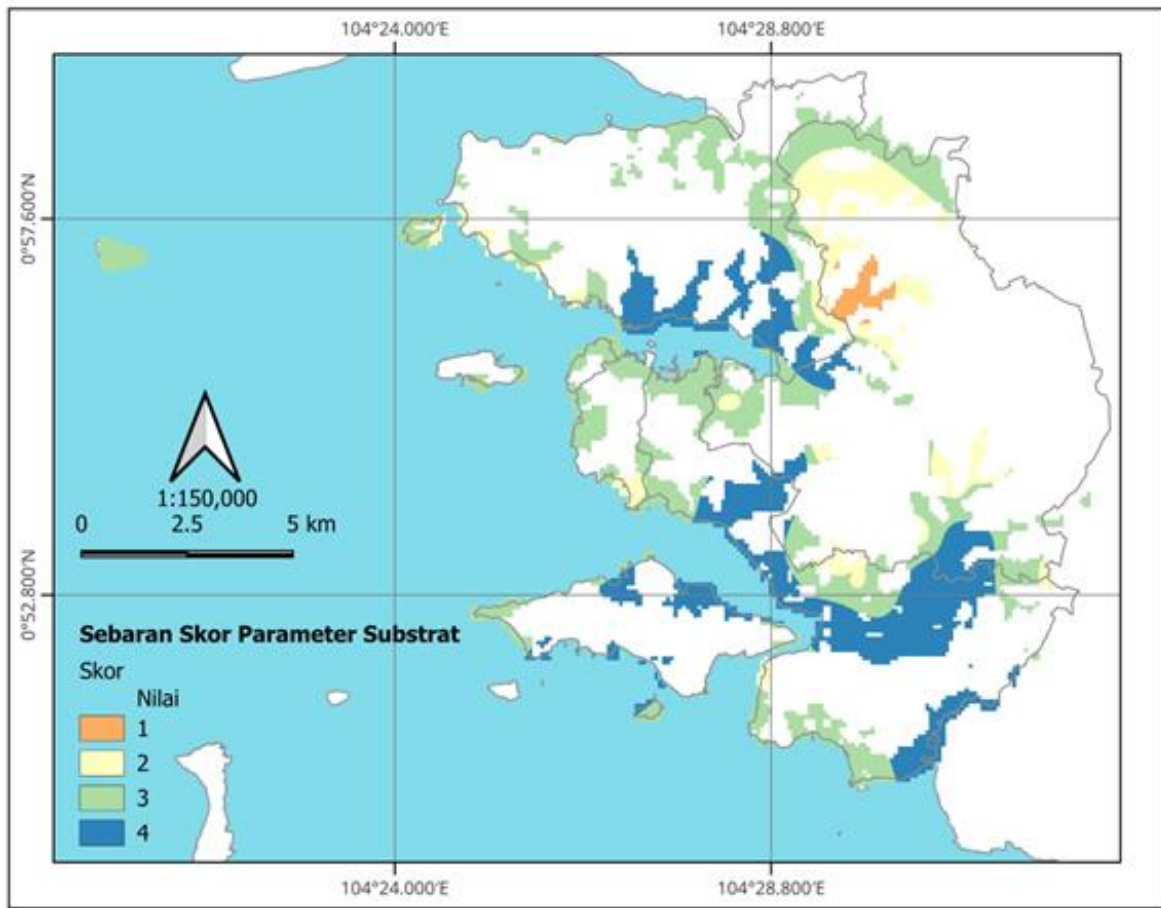 104°24.000′E 104°28.800′E
0°57.600′N
1:150,000
0 2.5 5 km
0°52.800′N
Sebaran Skor Parameter Substrat
Skor
Nilai
1
2
3
4
104°24.000′E 104°28.800′E